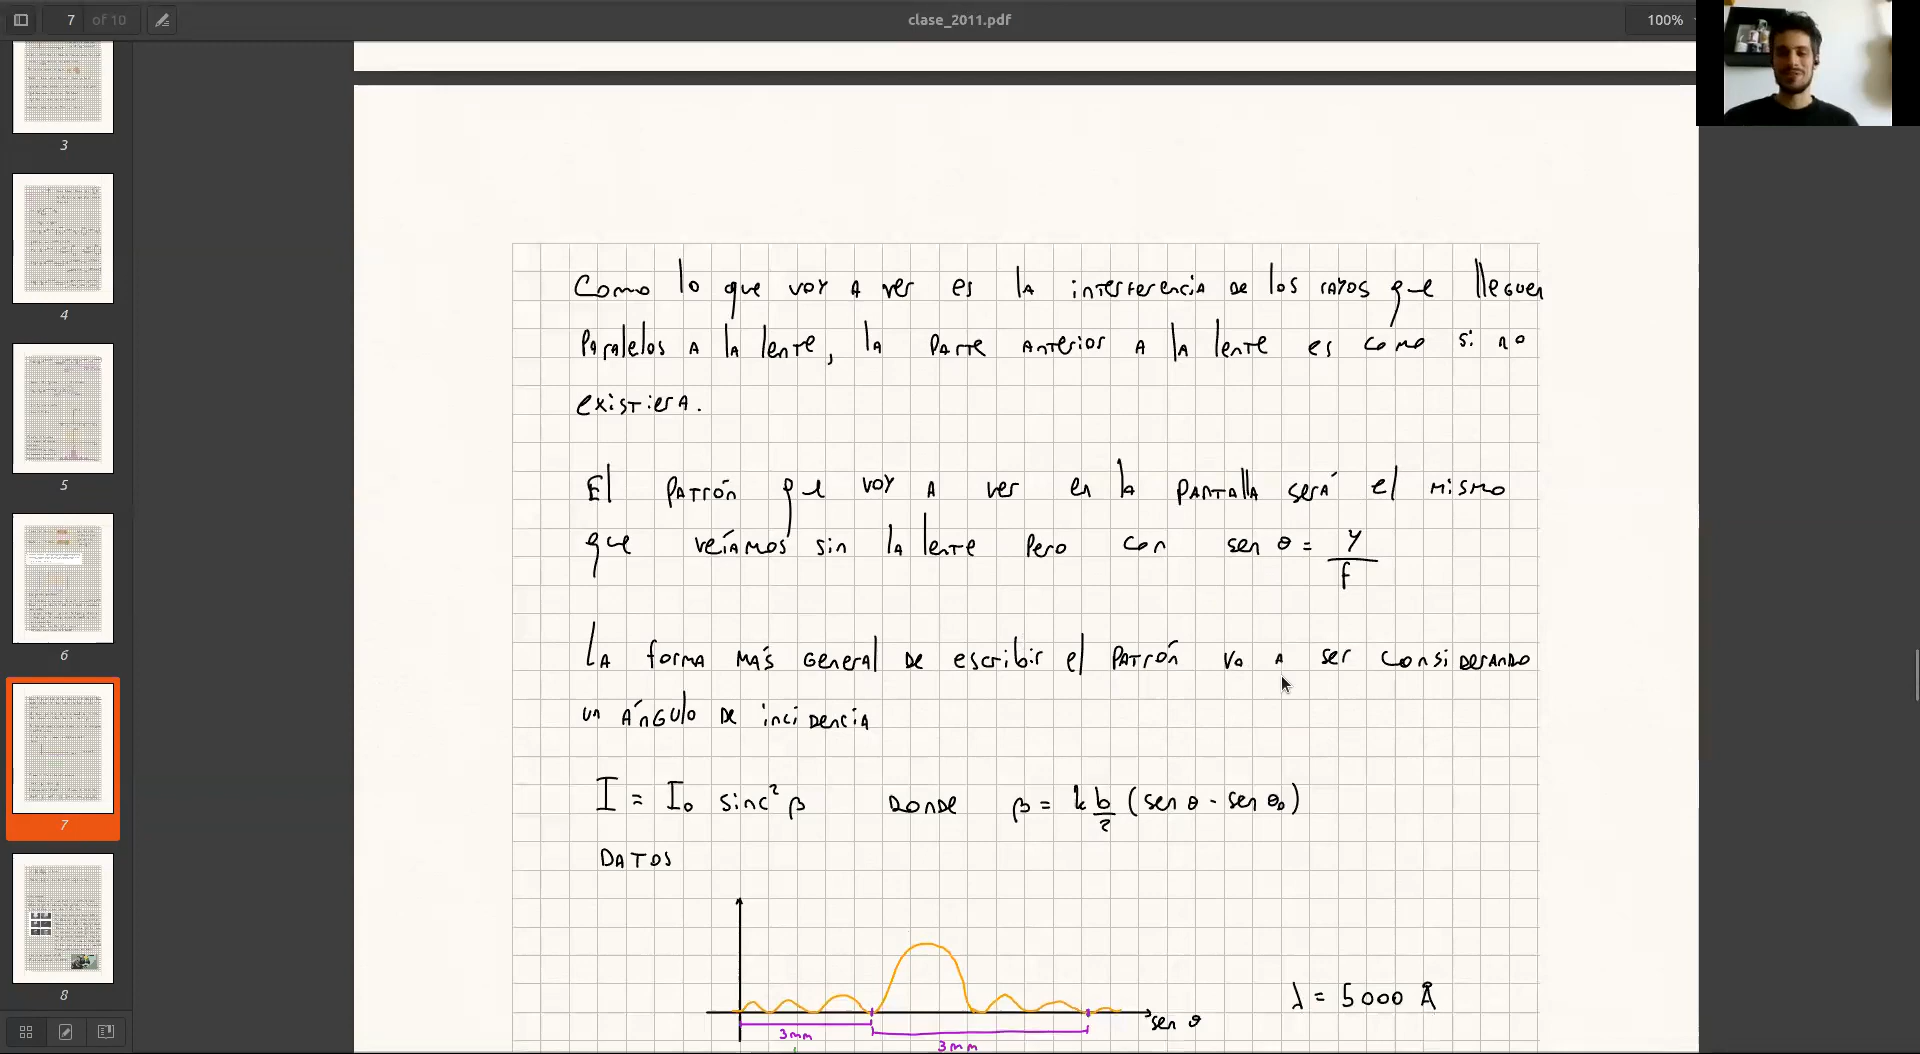 7 of 10
clase_2011.pdf
100%
3
4
5
6
7
8
Como lo que voy a ver es la interferencia de los rayos que lleguen
paralelos a la lente, la parte anterior a la lente es como si no
existiera.
El patrón que voy a ver en la pantalla será el mismo
que veíamos sin la lente pero con sen θ = y/f
La forma más general de escribir el patrón va a ser considerando
un ángulo de incidencia
I = I₀ sinc² β donde β = k b/2 (sen θ - sen θ₀)
Datos
λ = 5000 Å
sen θ
3mm
3mm